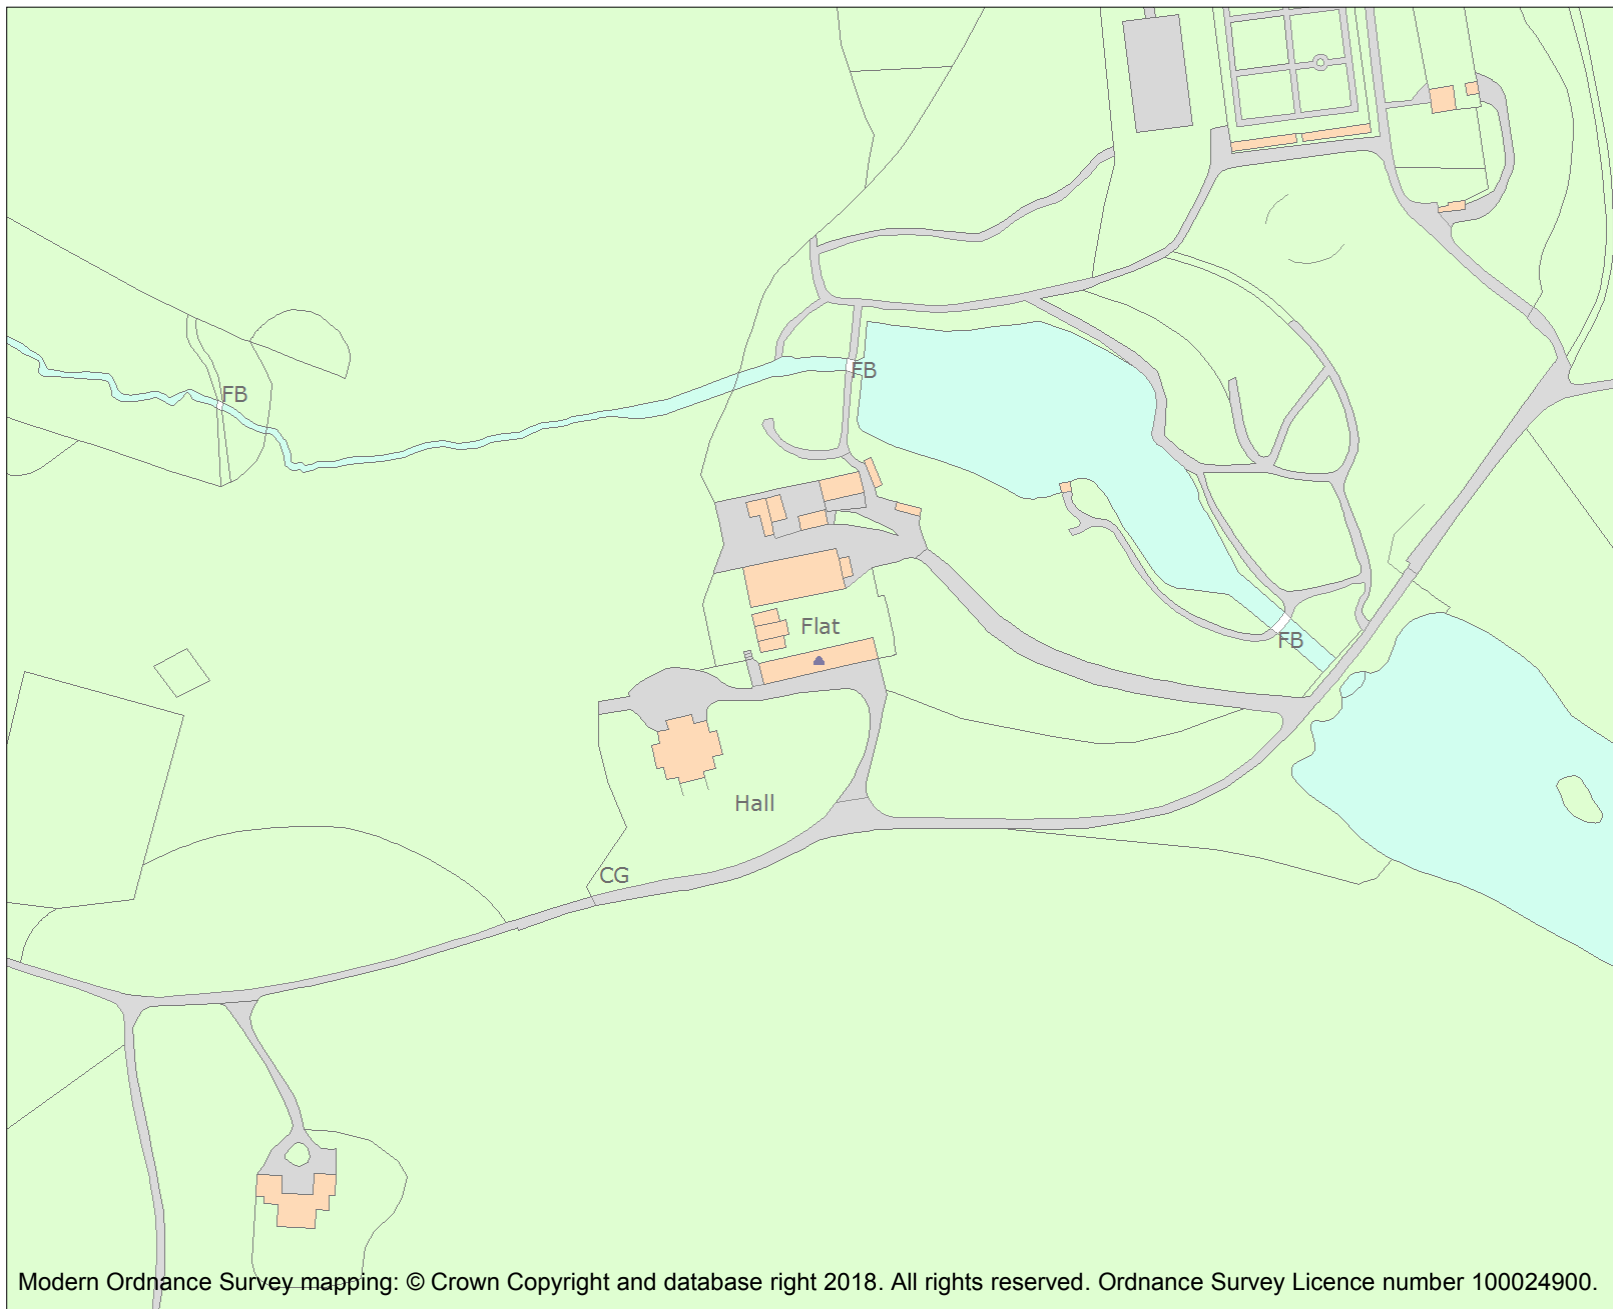 FB
FB
Flat
FB
Hall
CG
Modern Ordnance Survey mapping: © Crown Copyright and database right 2018. All rights reserved. Ordnance Survey Licence number 100024900.